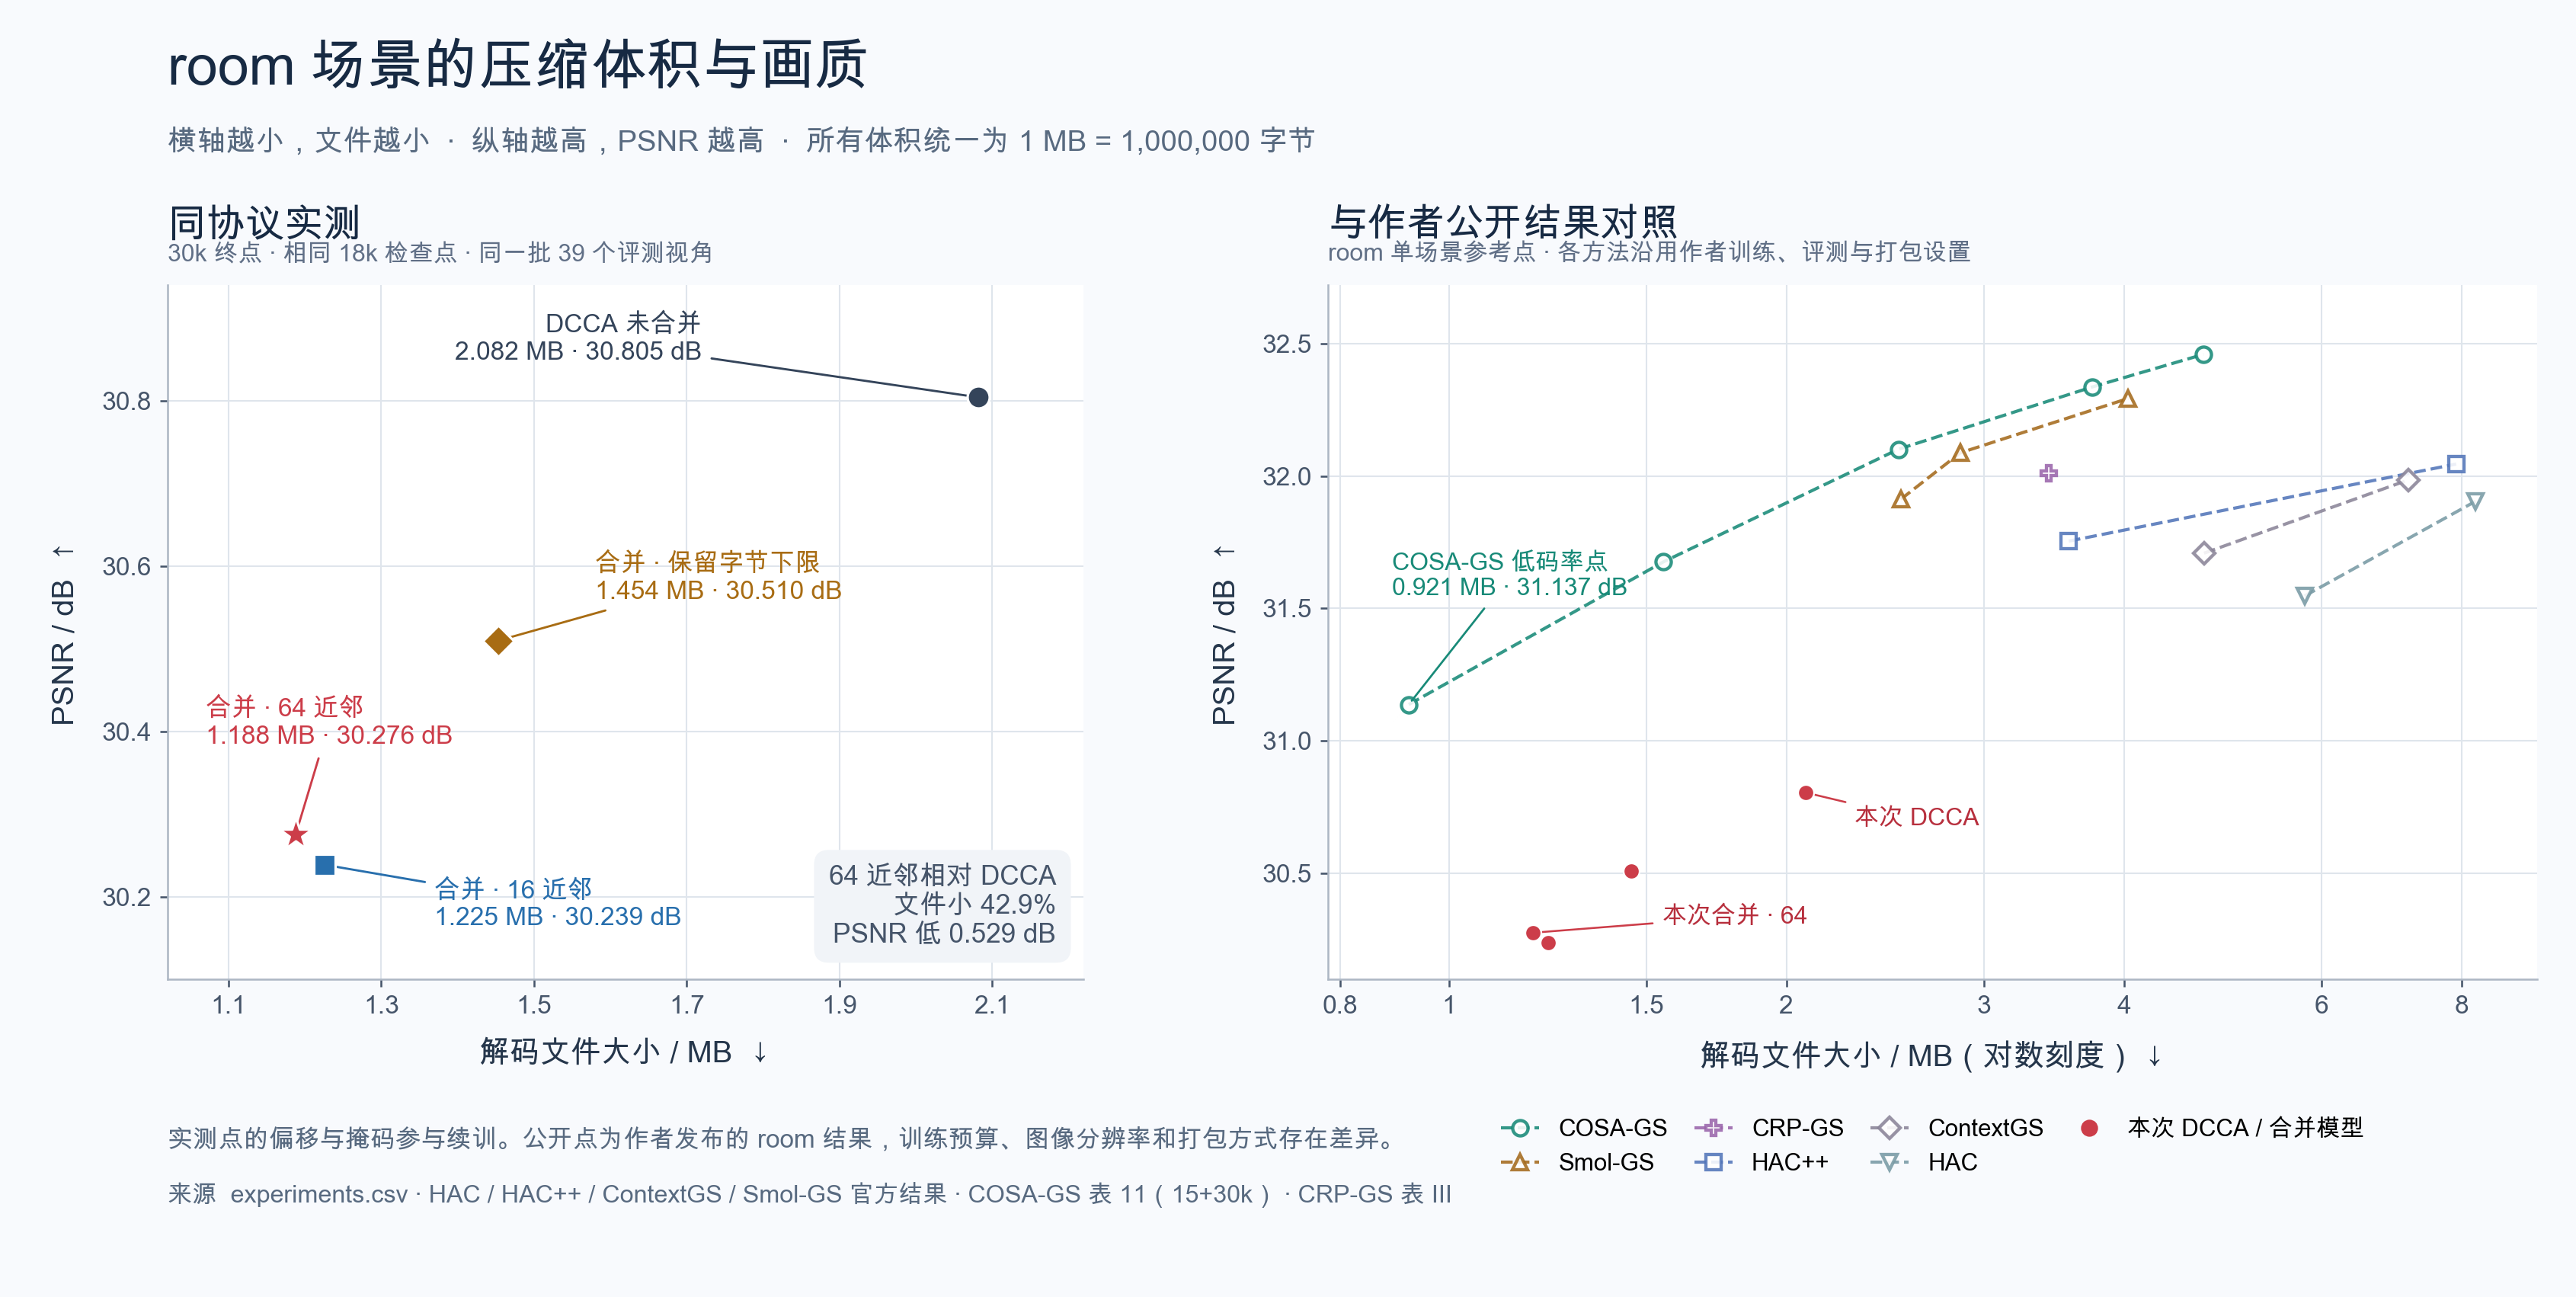 room 场景的压缩体积与画质
横轴越小，文件越小 · 纵轴越高，PSNR 越高 · 所有体积统一为 1 MB = 1,000,000 字节
同协议实测
30k 终点 · 相同 18k 检查点 · 同一批 39 个评测视角
PSNR / dB ↑
30.8
30.6
30.4
30.2
DCCA 未合并
2.082 MB · 30.805 dB
合并 · 保留字节下限
1.454 MB · 30.510 dB
合并 · 64 近邻
1.188 MB · 30.276 dB
合并 · 16 近邻
1.225 MB · 30.239 dB
64 近邻相对 DCCA
文件小 42.9%
PSNR 低 0.529 dB
1.1 1.3 1.5 1.7 1.9 2.1
解码文件大小 / MB ↓
与作者公开结果对照
room 单场景参考点 · 各方法沿用作者训练、评测与打包设置
PSNR / dB ↑
32.5
32.0
31.5
31.0
30.5
COSA-GS 低码率点
0.921 MB · 31.137 dB
本次 DCCA
本次合并 · 64
0.8 1 1.5 2 3 4 6 8
解码文件大小 / MB（对数刻度） ↓
COSA-GS CRP-GS ContextGS 本次 DCCA / 合并模型
Smol-GS HAC++ HAC
实测点的偏移与掩码参与续训。公开点为作者发布的 room 结果，训练预算、图像分辨率和打包方式存在差异。
来源 experiments.csv · HAC / HAC++ / ContextGS / Smol-GS 官方结果 · COSA-GS 表 11（15+30k） · CRP-GS 表 III